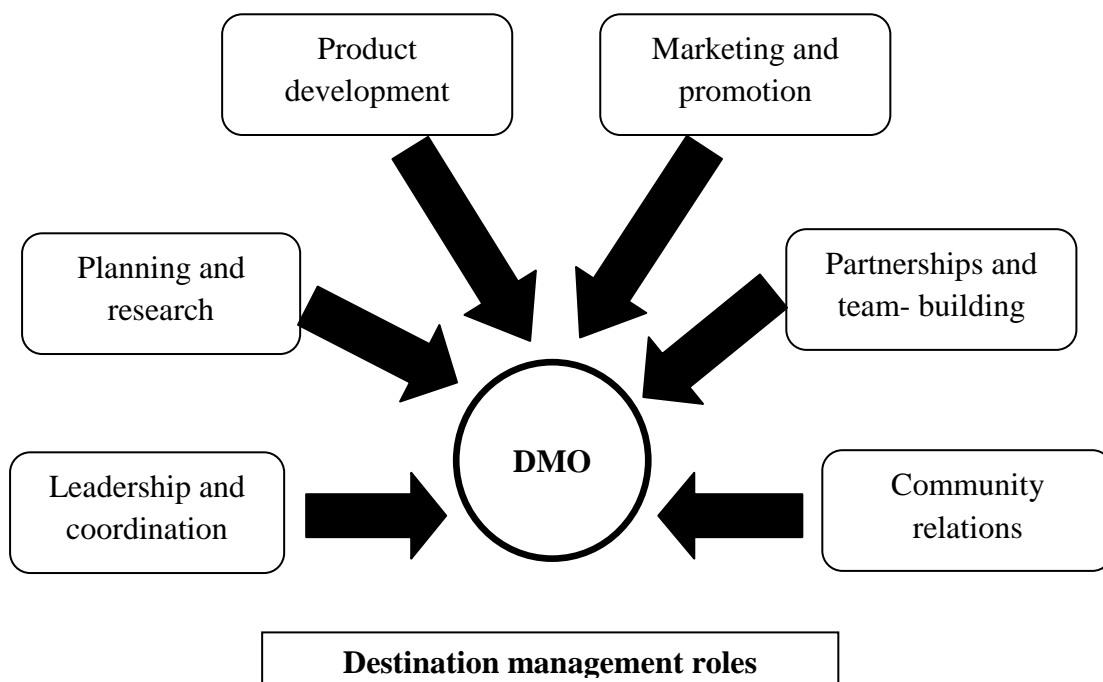 Product
development
Marketing and
promotion
Planning and
research
Partnerships and
team- building
DMO
Leadership and
coordination
Community
relations
Destination management roles